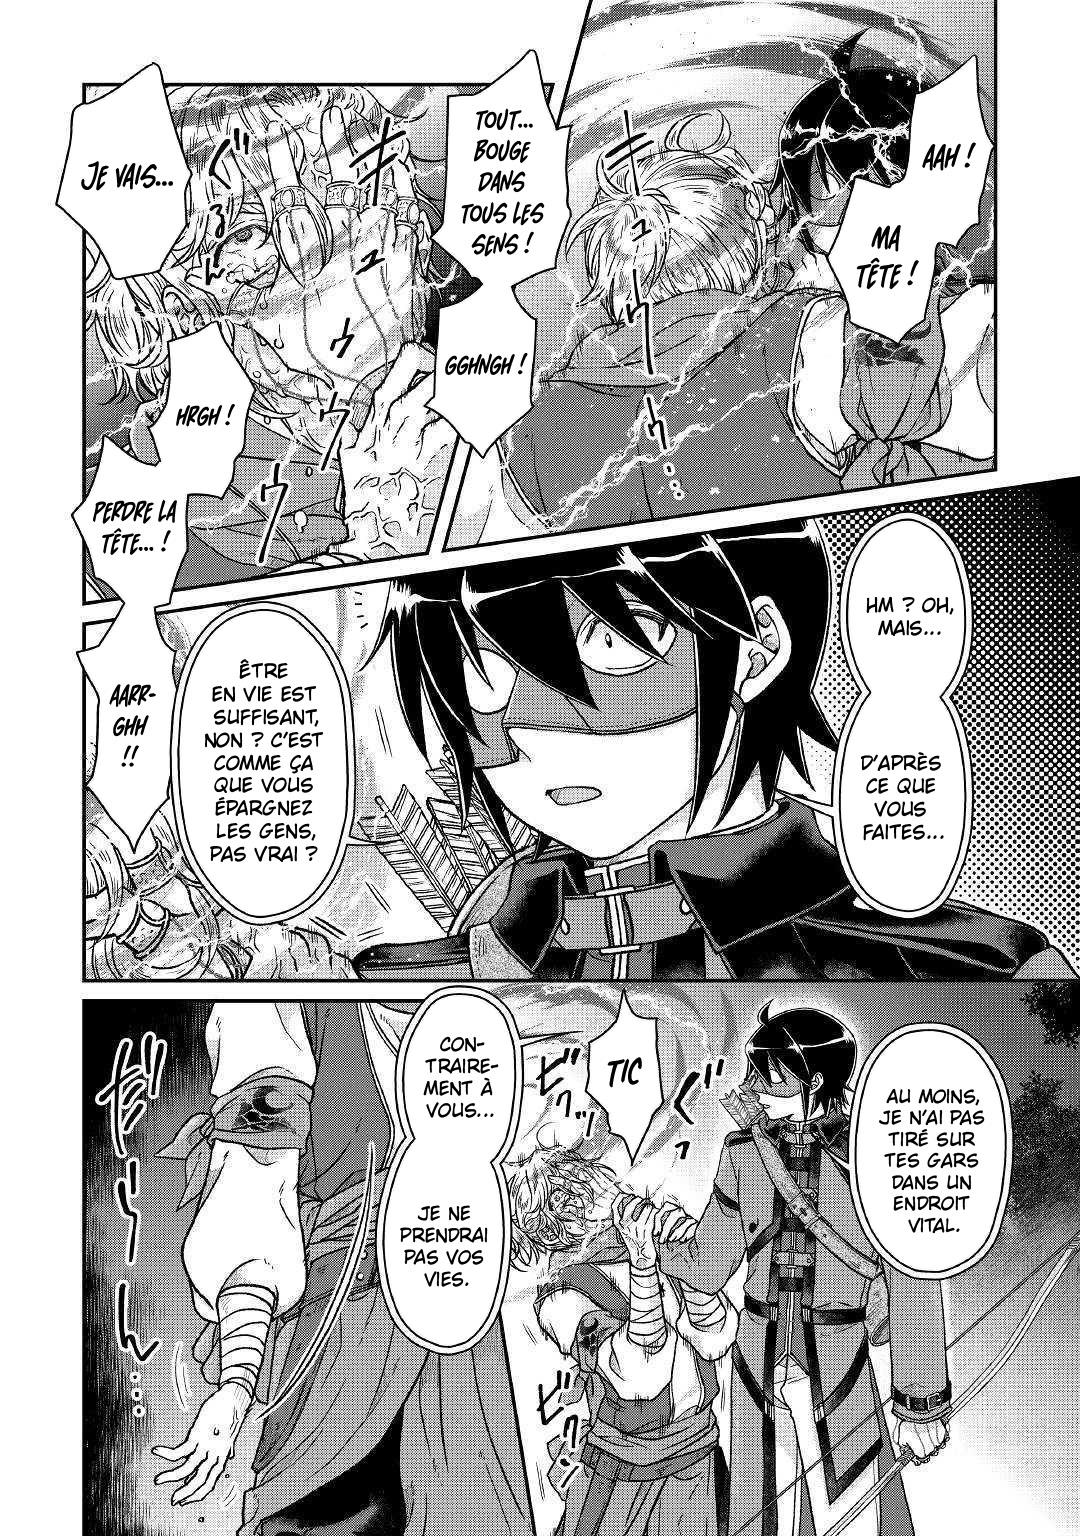 AAH !
MA
TÊTE !
TOUT...
BOUGE
DANS
TOUS LES
SENS !
GGHNGH !
JE VAIS...
HRGH !
PERDRE LA
TÊTE... !
AARR-
GHH
!!
HM ? OH,
MAIS...
D'APRÈS
CE QUE
VOUS
FAITES...
ÊTRE
EN VIE EST
SUFFISANT,
NON ? C'EST
COMME ÇA
QUE VOUS
ÉPARGNEZ
LES GENS,
PAS VRAI ?
AU MOINS,
JE N'AI PAS
TIRÉ SUR
TES GARS
DANS UN
ENDROIT
VITAL.
TIC
CON-
TRAIRE-
MENT À
VOUS...
JE NE
PRENDRAI
PAS VOS
VIES.